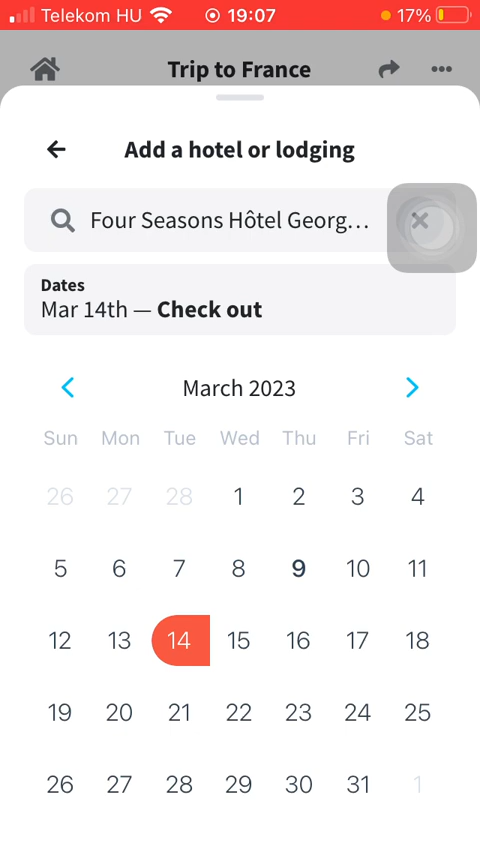 Telekom HU 19:07 17%
Trip to France
Add a hotel or lodging
Four Seasons Hôtel Georg...
Dates
Mar 14th — Check out
March 2023
Sun Mon Tue Wed Thu Fri Sat
26 27 28 1 2 3 4
5 6 7 8 9 10 11
12 13 14 15 16 17 18
19 20 21 22 23 24 25
26 27 28 29 30 31 1